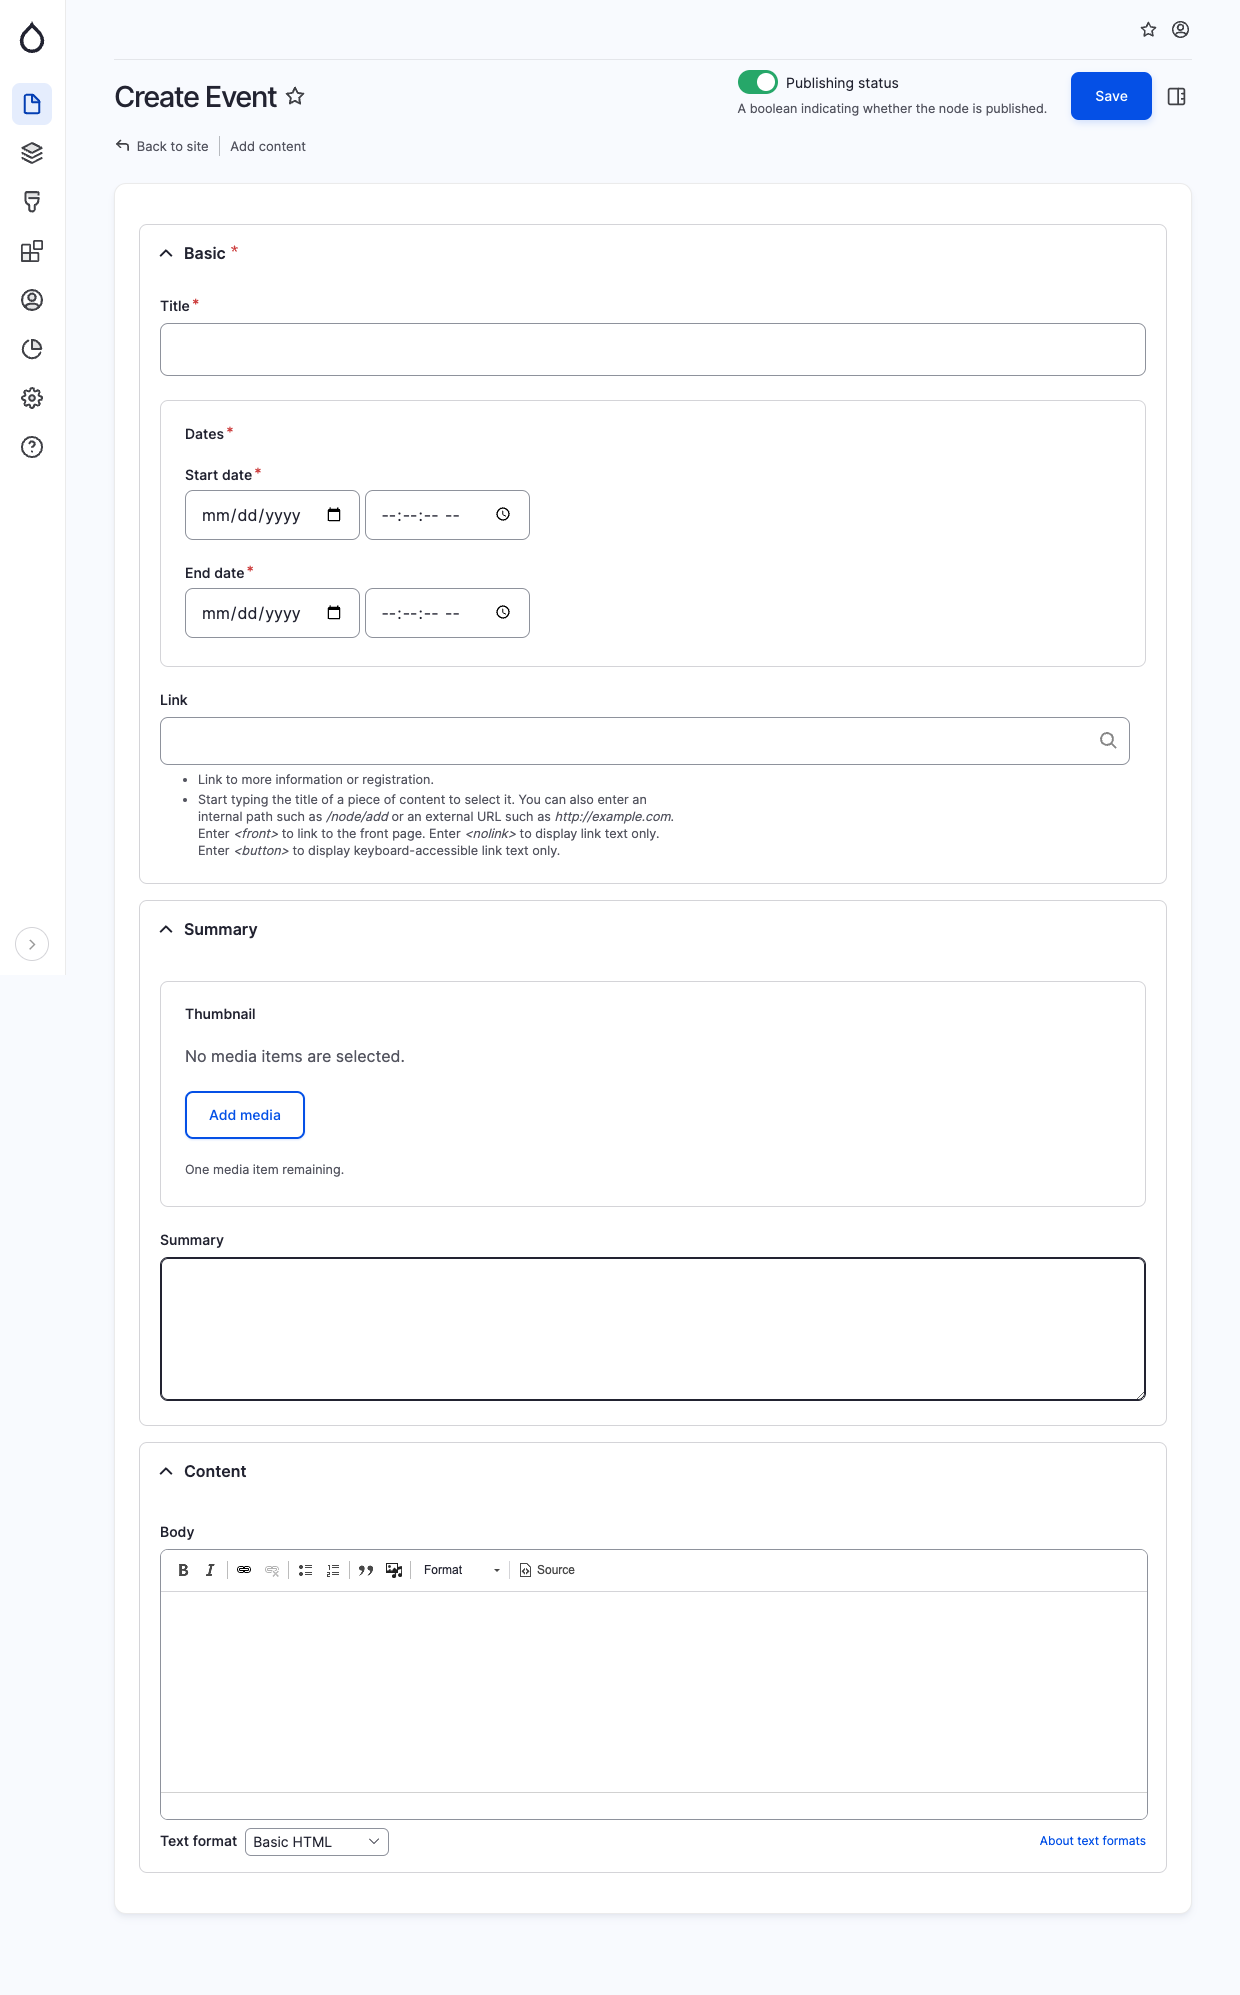 Create Event
Publishing status
A boolean indicating whether the node is published.
Save
Back to site
Add content
Basic *
Title *
Dates *
Start date *
mm/dd/yyyy
--:--:-- --
End date *
mm/dd/yyyy
--:--:-- --
Link
• Link to more information or registration.
• Start typing the title of a piece of content to select it. You can also enter an
internal path such as /node/add or an external URL such as http://example.com.
Enter <front> to link to the front page. Enter <nolink> to display link text only.
Enter <button> to display keyboard-accessible link text only.
Summary
Thumbnail
No media items are selected.
Add media
One media item remaining.
Summary
Content
Body
B I Format Source
Text format Basic HTML
About text formats